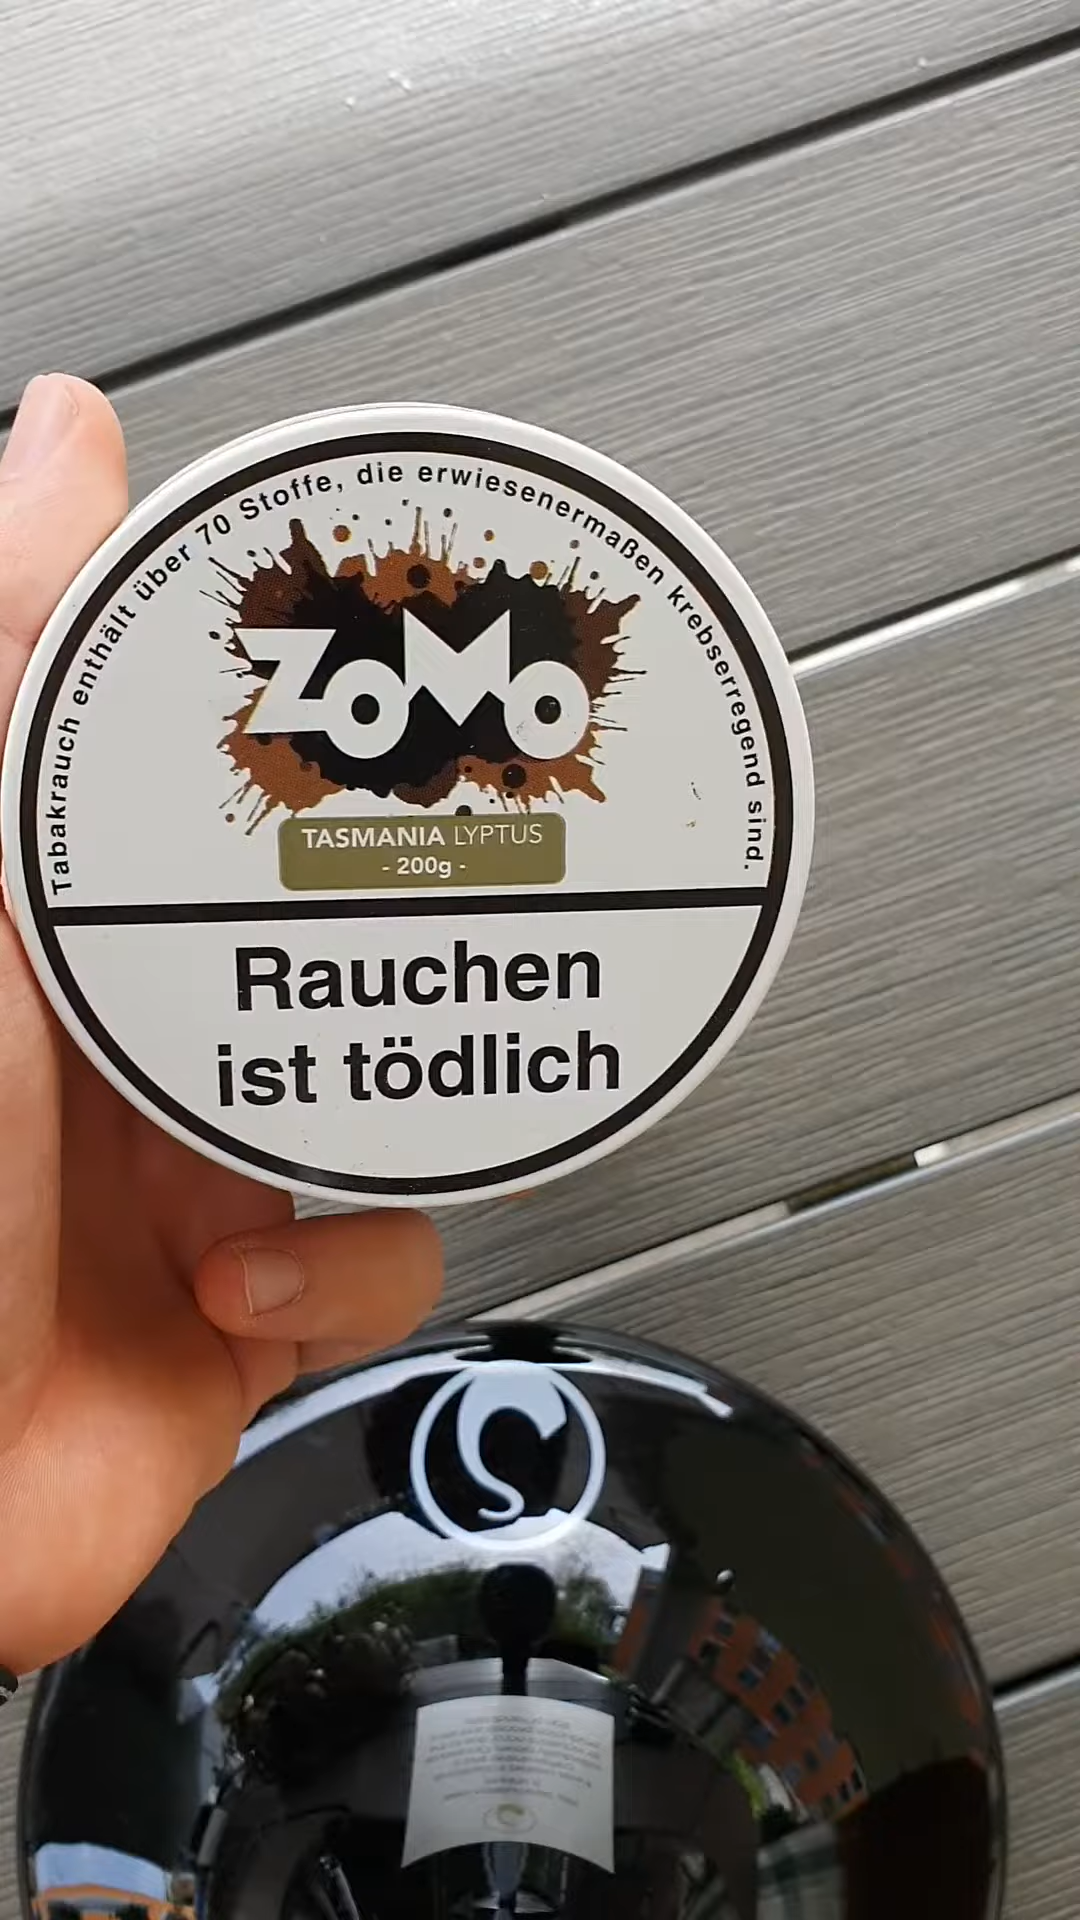 Tabakrauch enthält über 70 Stoffe, die erwiesenermaßen krebserregend sind.
ZOMO
TASMANIA LYPTUS
- 200g -
Rauchen
ist tödlich